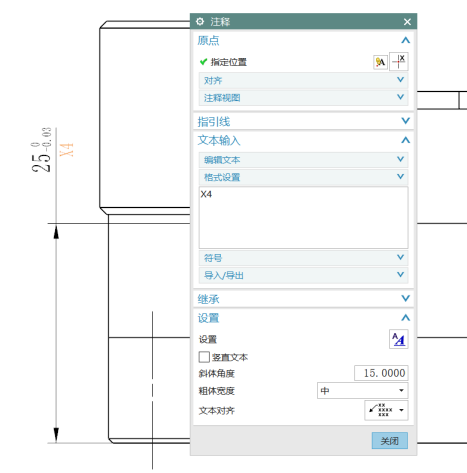 注释
原点
指定位置
对齐
注释视图
指引线
文本输入
编辑文本
格式设置
X4
符号
导入/导出
继承
设置
设置
竖直文本
斜体角度 15.0000
粗体宽度 中
文本对齐
关闭
25 0 -0.03
X4